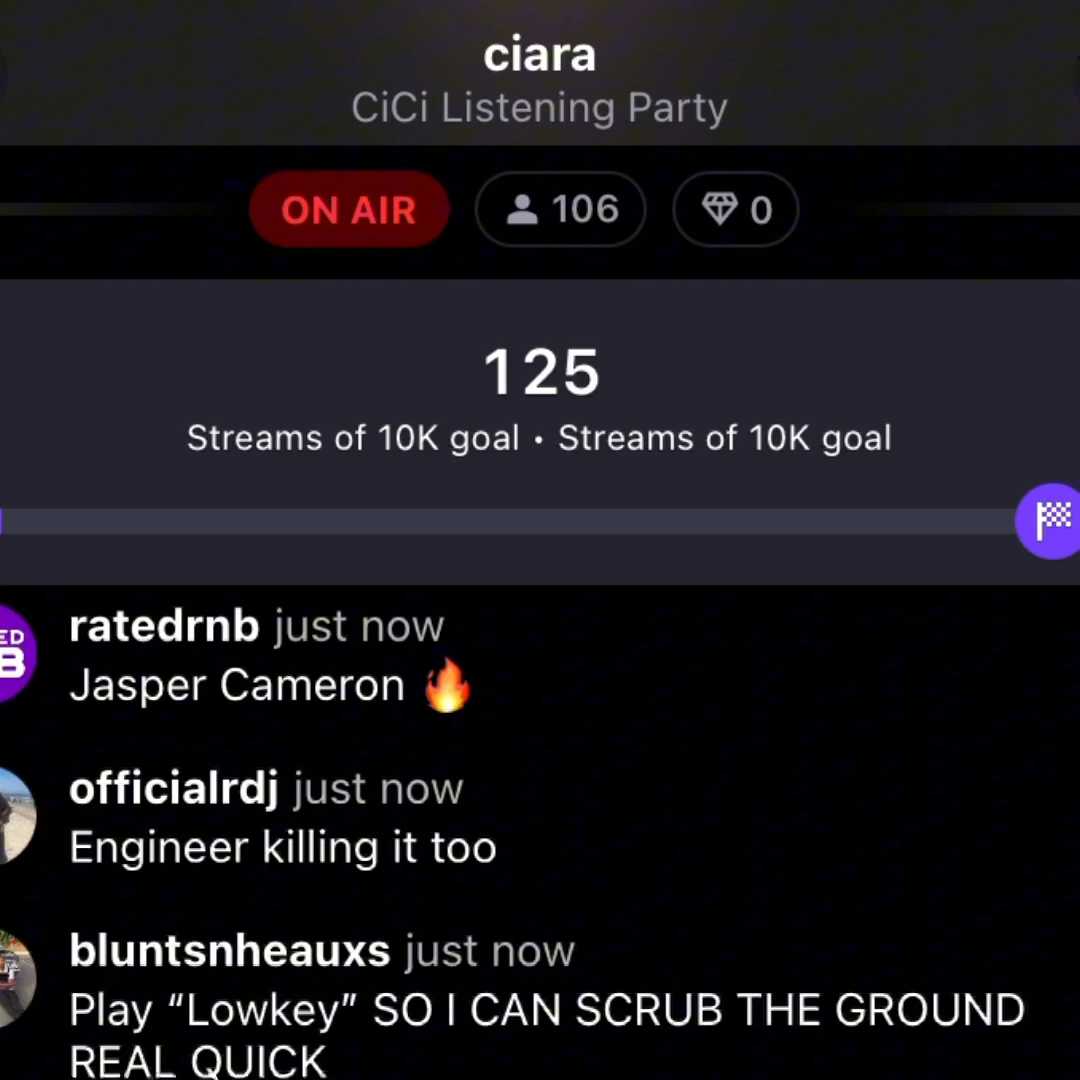 ciara
CiCi Listening Party
ON AIR
106
0
125
Streams of 10K goal • Streams of 10K goal
ratedrnb just now
Jasper Cameron 🔥
officialrdj just now
Engineer killing it too
bluntsnheauxs just now
Play “Lowkey” SO I CAN SCRUB THE GROUND
REAL QUICK